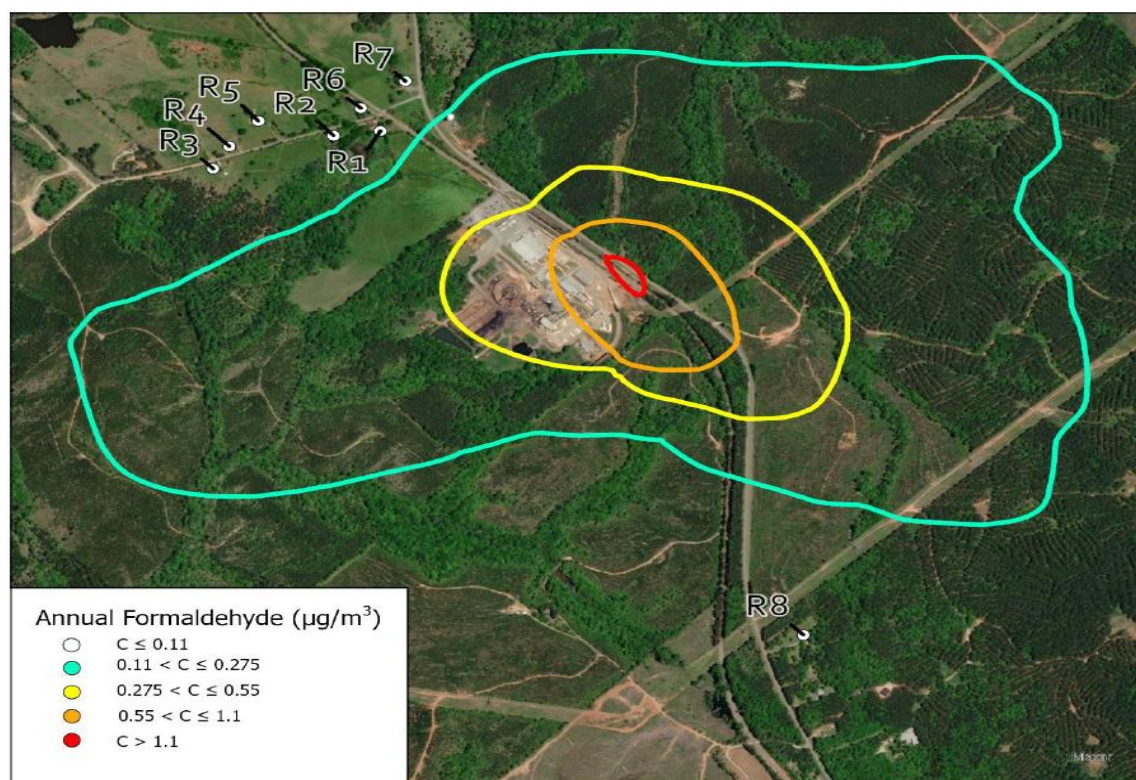 R7
R6
R5
R2
R4
R3
R1
R8
Annual Formaldehyde (µg/m³)
C ≤ 0.11
0.11 < C ≤ 0.275
0.275 < C ≤ 0.55
0.55 < C ≤ 1.1
C > 1.1
Maxar